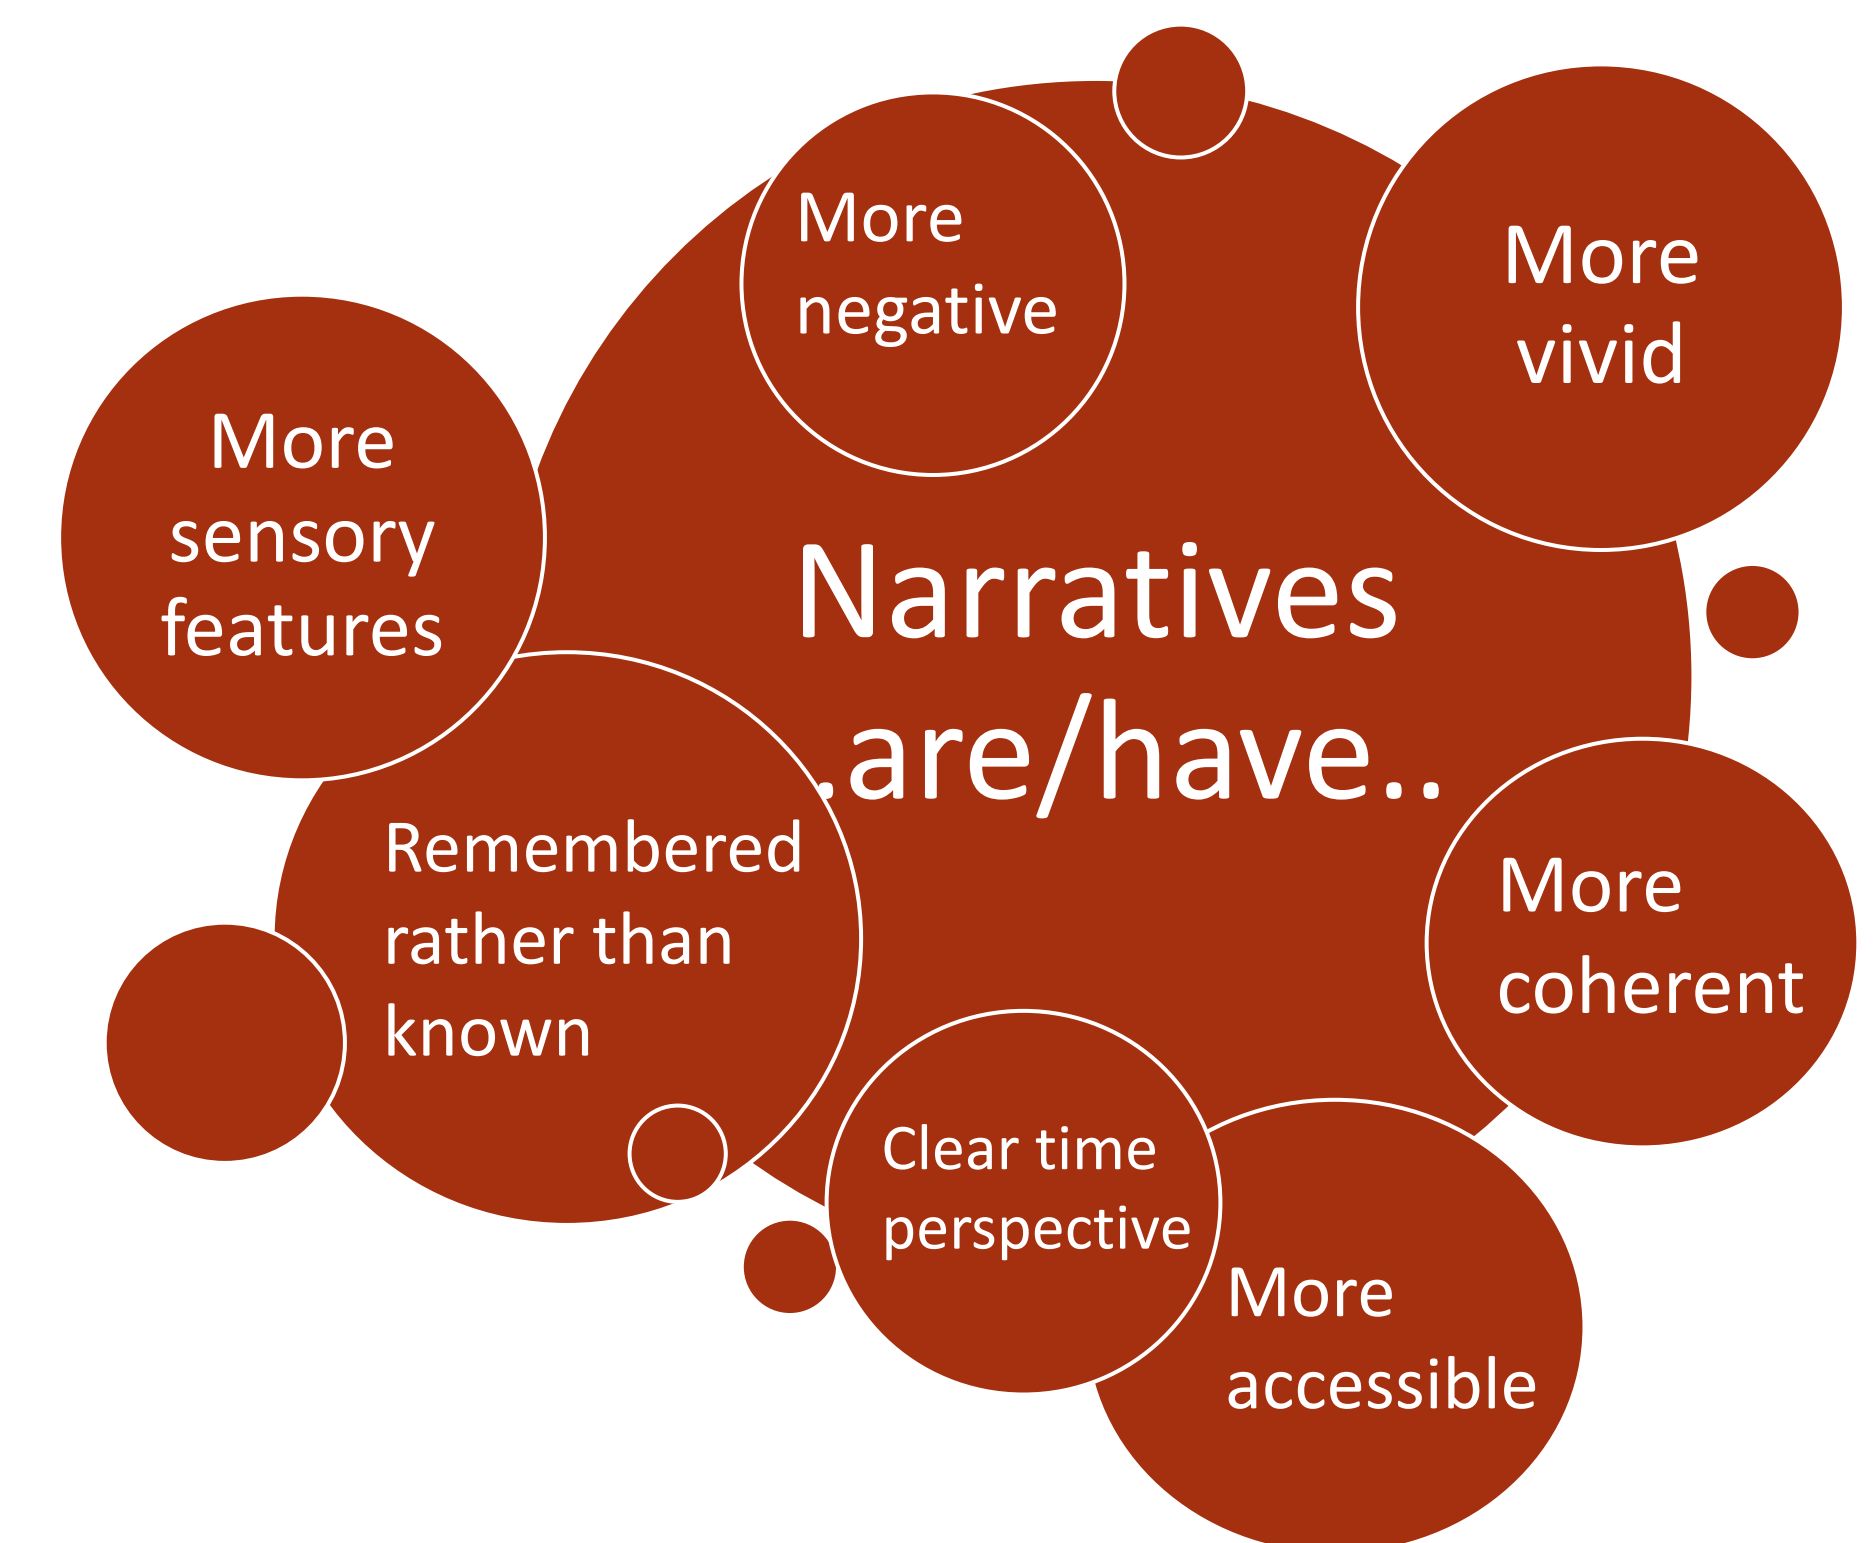 More
negative
More
vivid
More
sensory
features
Narratives
.are/have..
Remembered
rather than
known
More
coherent
Clear time
perspective
More
accessible